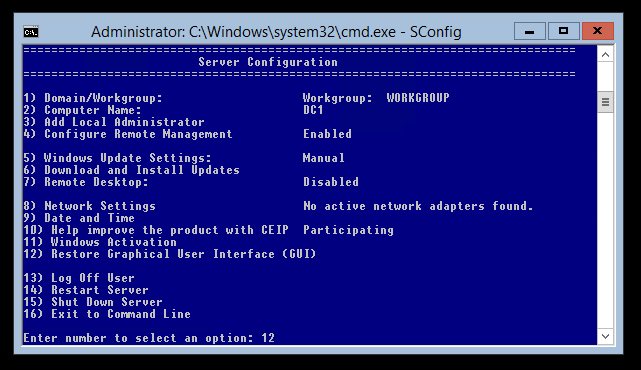 Administrator: C:\Windows\system32\cmd.exe - SConfig
===============================================================================
Server Configuration
===============================================================================
1) Domain/Workgroup: Workgroup: WORKGROUP
2) Computer Name: DC1
3) Add Local Administrator
4) Configure Remote Management Enabled
5) Windows Update Settings: Manual
6) Download and Install Updates
7) Remote Desktop: Disabled
8) Network Settings No active network adapters found.
9) Date and Time
10) Help improve the product with CEIP Participating
11) Windows Activation
12) Restore Graphical User Interface (GUI)
13) Log Off User
14) Restart Server
15) Shut Down Server
16) Exit to Command Line
Enter number to select an option: 12